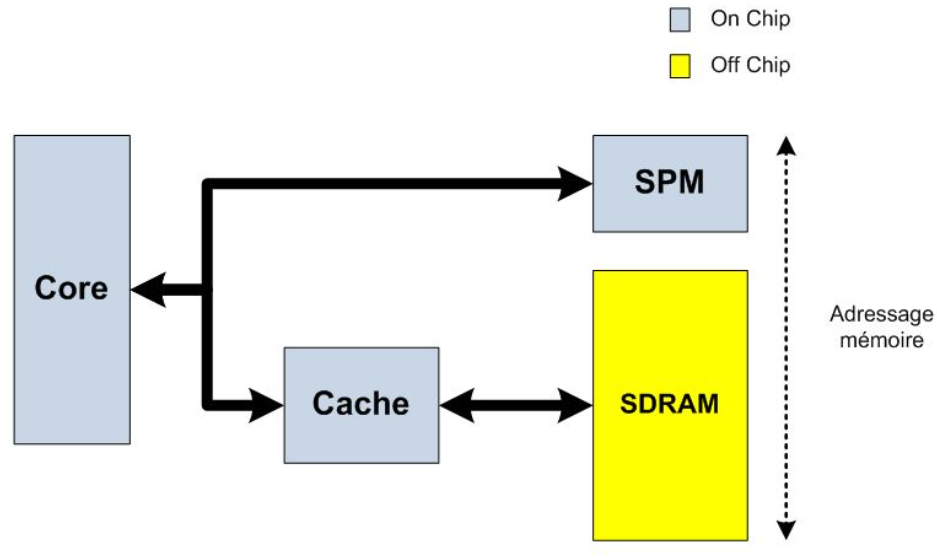 On Chip
Off Chip
SPM
Core
Adressage
mémoire
Cache
SDRAM